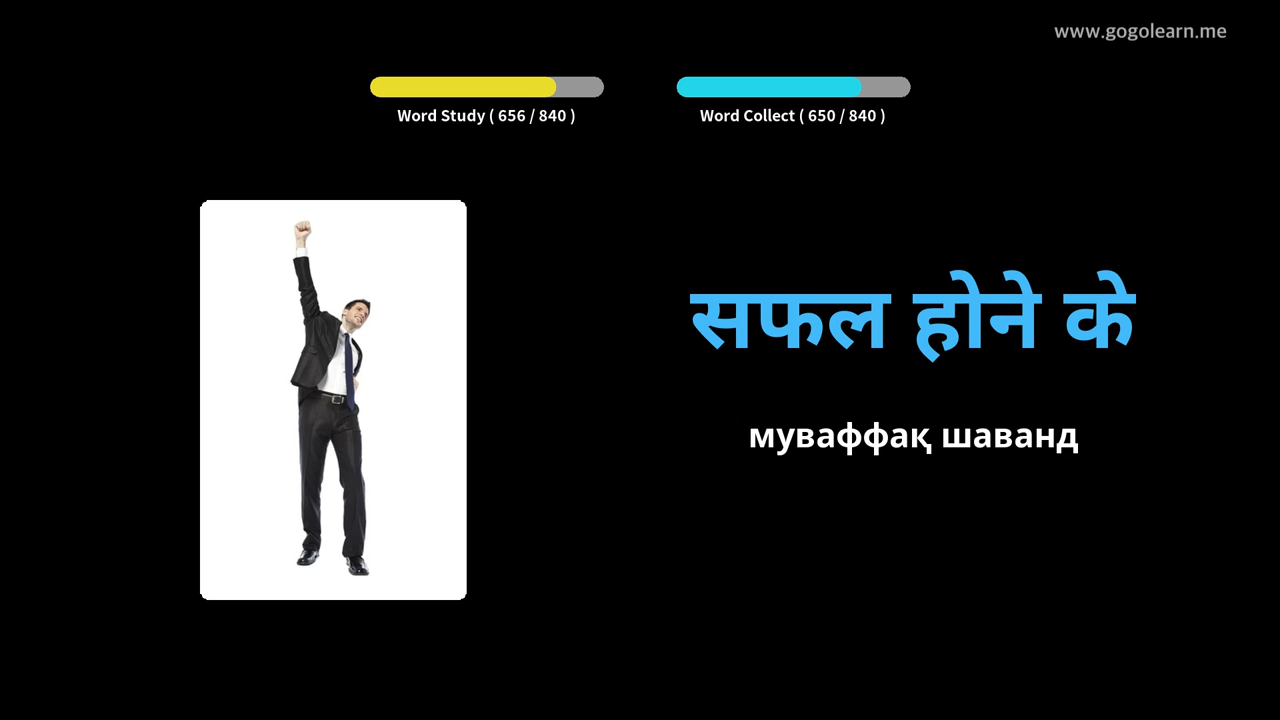 www.gogolearn.me
Word Study ( 656 / 840 )
Word Collect ( 650 / 840 )
सफल होने के
муваффақ шаванд